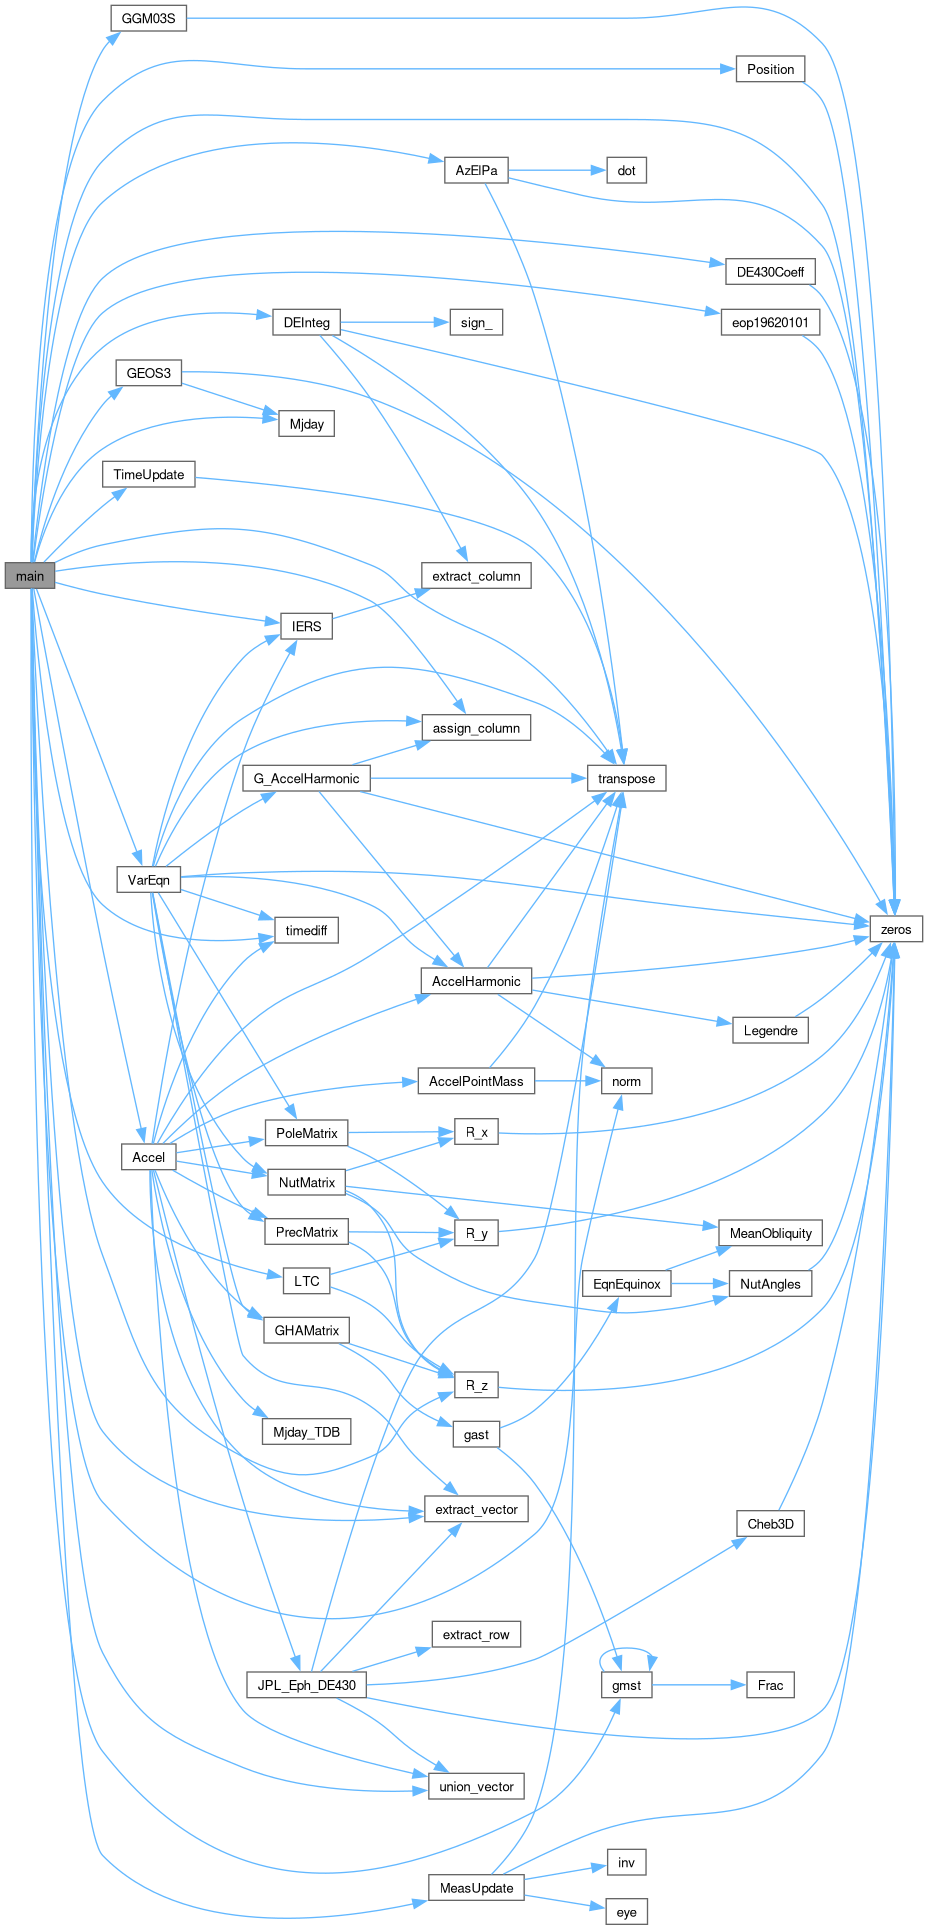 GGM03S
Position
AzElPa
dot
DE430Coeff
DEInteg
sign_
eop19620101
GEOS3
Mjday
TimeUpdate
main
extract_column
IERS
assign_column
G_AccelHarmonic
transpose
VarEqn
timediff
zeros
AccelHarmonic
Legendre
AccelPointMass
norm
PoleMatrix
R_x
Accel
NutMatrix
PrecMatrix
R_y
MeanObliquity
LTC
EqnEquinox
NutAngles
GHAMatrix
R_z
Mjday_TDB
gast
extract_vector
Cheb3D
extract_row
JPL_Eph_DE430
gmst
Frac
union_vector
inv
MeasUpdate
eye